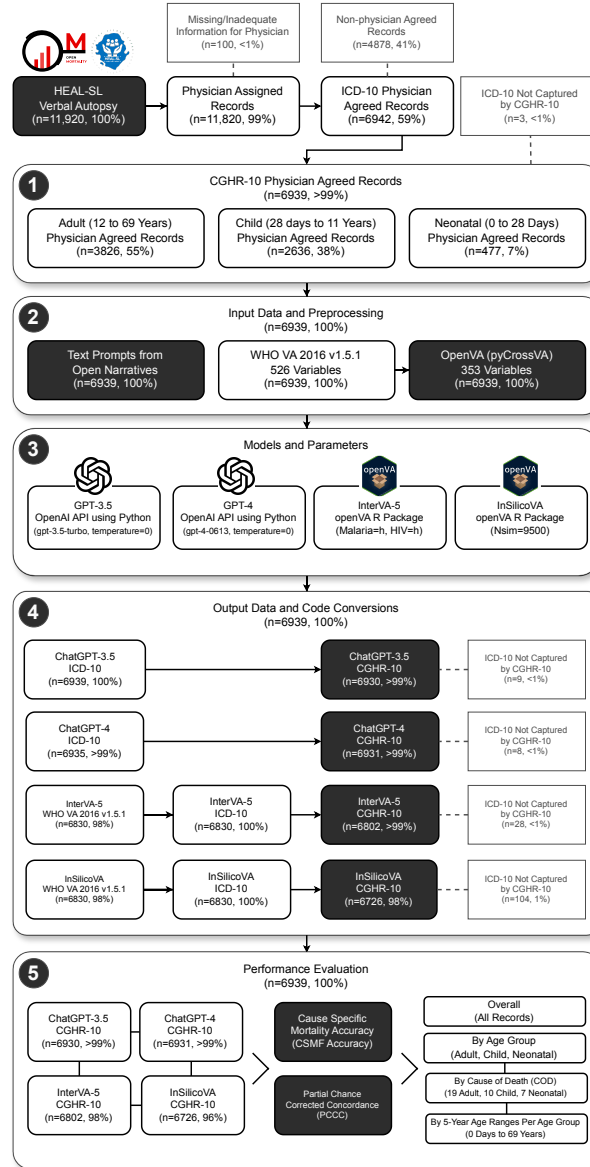 Missing/Inadequate
Information for Physician
(n=100, <1%)
Non-physician Agreed
Records
(n=4878, 41%)
M
OPEN
MORTALITY
HEAL-SL
Verbal Autopsy
(n=11,920, 100%)
Physician Assigned
Records
(n=11,820, 99%)
ICD-10 Physician
Agreed Records
(n=6942, 59%)
ICD-10 Not Captured
by CGHR-10
(n=3, <1%)
1
CGHR-10 Physician Agreed Records
(n=6939, >99%)
Adult (12 to 69 Years)
Physician Agreed Records
(n=3826, 55%)
Child (28 days to 11 Years)
Physician Agreed Records
(n=2636, 38%)
Neonatal (0 to 28 Days)
Physician Agreed Records
(n=477, 7%)
2
Input Data and Preprocessing
(n=6939, 100%)
Text Prompts from
Open Narratives
(n=6939, 100%)
WHO VA 2016 v1.5.1
526 Variables
(n=6939, 100%)
OpenVA (pyCrossVA)
353 Variables
(n=6939, 100%)
3
Models and Parameters
GPT-3.5
OpenAI API using Python
(gpt-3.5-turbo, temperature=0)
GPT-4
OpenAI API using Python
(gpt-4-0613, temperature=0)
openVA
InterVA-5
openVA R Package
(Malaria=h, HIV=h)
openVA
InSilicoVA
openVA R Package
(Nsim=9500)
4
Output Data and Code Conversions
(n=6939, 100%)
ChatGPT-3.5
ICD-10
(n=6939, 100%)
ChatGPT-3.5
CGHR-10
(n=6930, >99%)
ICD-10 Not Captured
by CGHR-10
(n=9, <1%)
ChatGPT-4
ICD-10
(n=6935, >99%)
ChatGPT-4
CGHR-10
(n=6931, >99%)
ICD-10 Not Captured
by CGHR-10
(n=8, <1%)
InterVA-5
WHO VA 2016 v1.5.1
(n=6830, 98%)
InterVA-5
ICD-10
(n=6830, 100%)
InterVA-5
CGHR-10
(n=6802, >99%)
ICD-10 Not Captured
by CGHR-10
(n=28, <1%)
InSilicoVA
WHO VA 2016 v1.5.1
(n=6830, 98%)
InSilicoVA
ICD-10
(n=6830, 100%)
InSilicoVA
CGHR-10
(n=6726, 98%)
ICD-10 Not Captured
by CGHR-10
(n=104, 1%)
5
Performance Evaluation
(n=6939, 100%)
ChatGPT-3.5
CGHR-10
(n=6930, >99%)
ChatGPT-4
CGHR-10
(n=6931, >99%)
InterVA-5
CGHR-10
(n=6802, 98%)
InSilicoVA
CGHR-10
(n=6726, 96%)
Cause Specific
Mortality Accuracy
(CSMF Accuracy)
Partial Chance
Corrected Concordance
(PCCC)
Overall
(All Records)
By Age Group
(Adult, Child, Neonatal)
By Cause of Death (COD)
(19 Adult, 10 Child, 7 Neonatal)
By 5-Year Age Ranges Per Age Group
(0 Days to 69 Years)